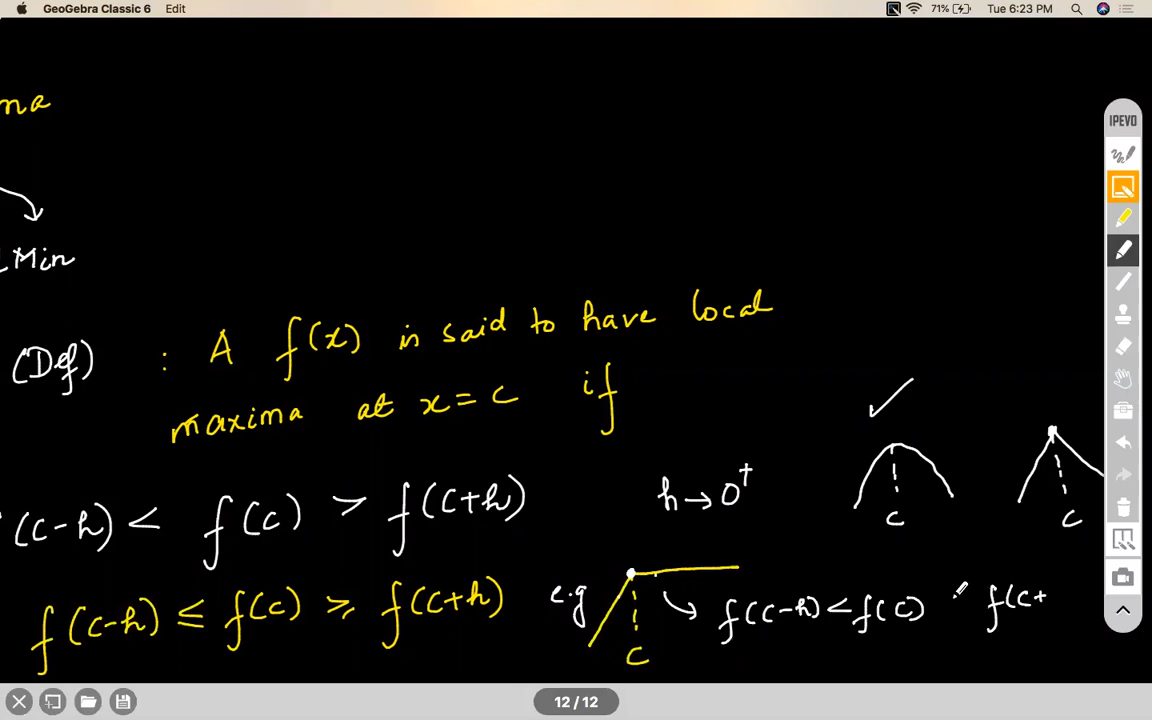 GeoGebra Classic 6 Edit 71% Tue 6:23 PM
IPEVO
ma
Min
(Def) : A f(x) is said to have local
maxima at x = c if
(c-h) < f(c) > f(c+h) h → 0⁺
c c
f(c-h) ≤ f(c) ≥ f(c+h) e.g f(c-h) < f(c) f(c+
c
12 / 12